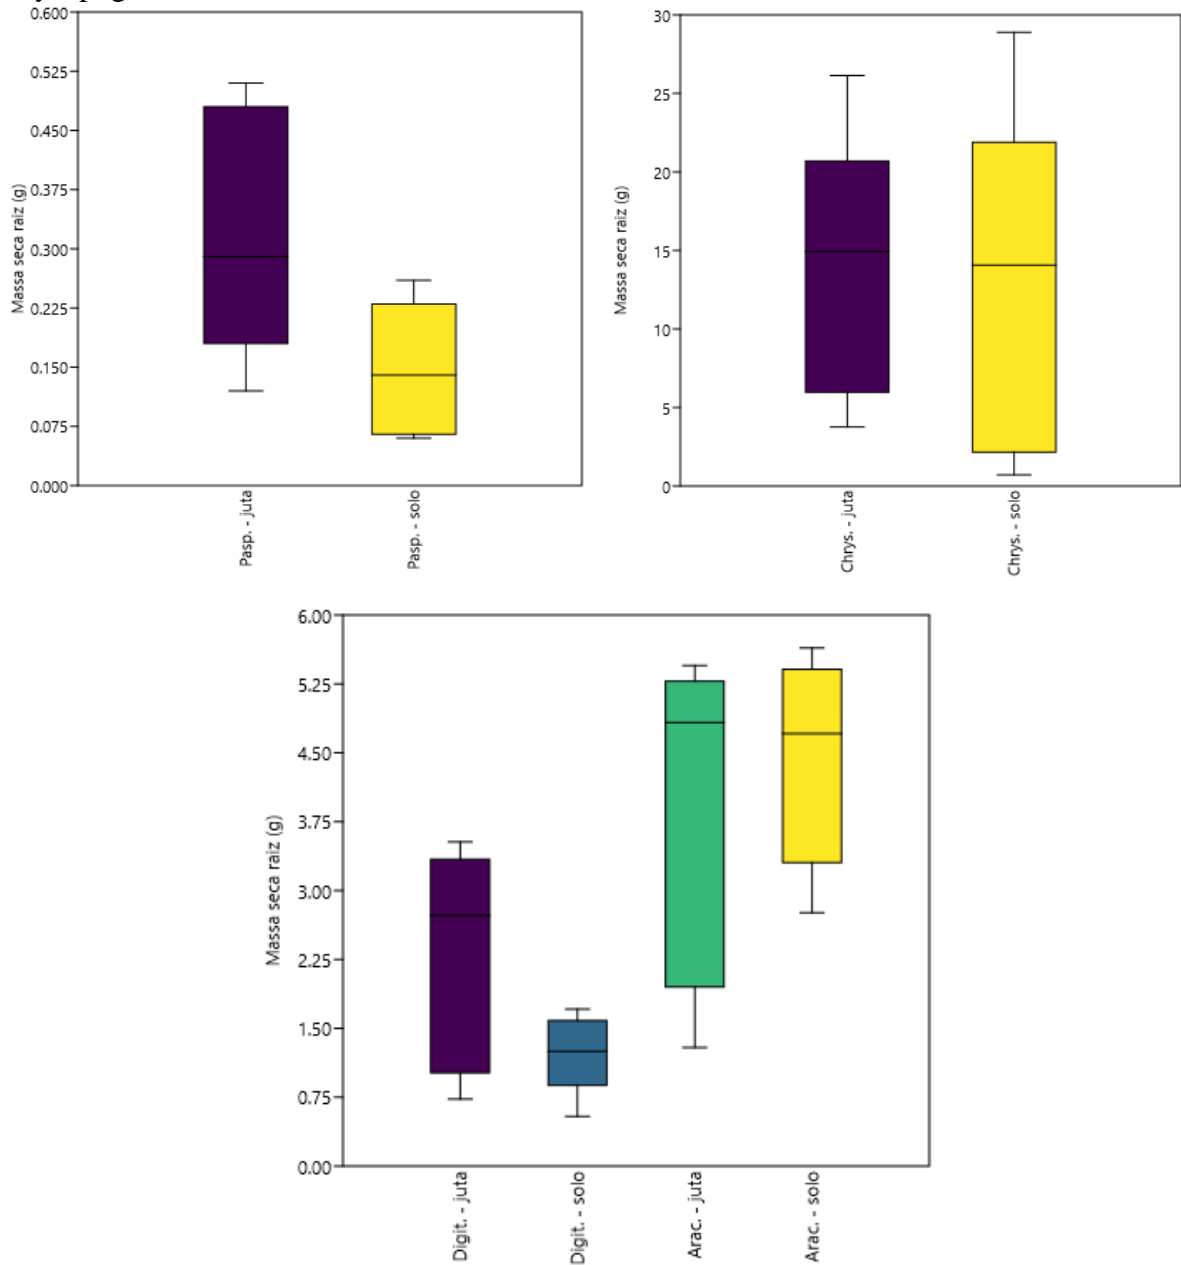 0.600
0.525
0.450
0.375
0.300
0.225
0.150
0.075
0.000
Massa seca raiz (g)
Pasp. - juta
Pasp. - solo
30
25
20
15
10
5
0
Massa seca raiz (g)
Chrys. - juta
Chrys. - solo
6.00
5.25
4.50
3.75
3.00
2.25
1.50
0.75
0.00
Massa seca raiz (g)
Digit. - juta
Digit. - solo
Arac. - juta
Arac. - solo